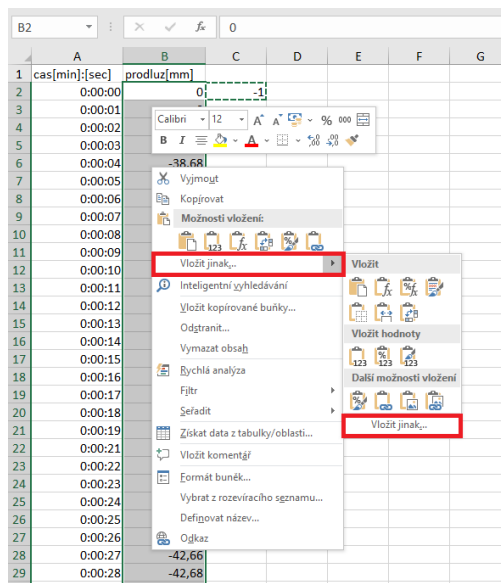 B2 fx 0
A B C D E F G
1 cas[min]:[sec] prodluz[mm]
2 0:00:00 0 -1
3 0:00:01
Calibri 12 A A % 000
4 0:00:02
B I A
5 0:00:03
6 0:00:04 -38,68
7 0:00:05 Vyjmout
8 0:00:06 Kopírovat
9 0:00:07 Možnosti vložení:
10 0:00:08
11 0:00:09 Vložit jinak...
Vložit
12 0:00:10 Inteligentní vyhledávání
13 0:00:11
14 0:00:12 Vložit kopírované buňky...
15 0:00:13 Odstranit...
Vložit hodnoty
16 0:00:14 Vymazat obsah
17 0:00:15 Rychlá analýza
123 % 123 123
18 0:00:16 Filtr
Další možnosti vložení
19 0:00:17
20 0:00:18 Seřadit
21 0:00:19 Získat data z tabulky/oblasti...
Vložit jinak...
22 0:00:21 Vložit komentář
23 0:00:22
24 0:00:23 Formát buněk...
25 0:00:24 Vybrat z rozevíracího seznamu...
26 0:00:25 Definovat název...
27 0:00:26 Odkaz
28 0:00:27 -42,66
29 0:00:28 -42,68